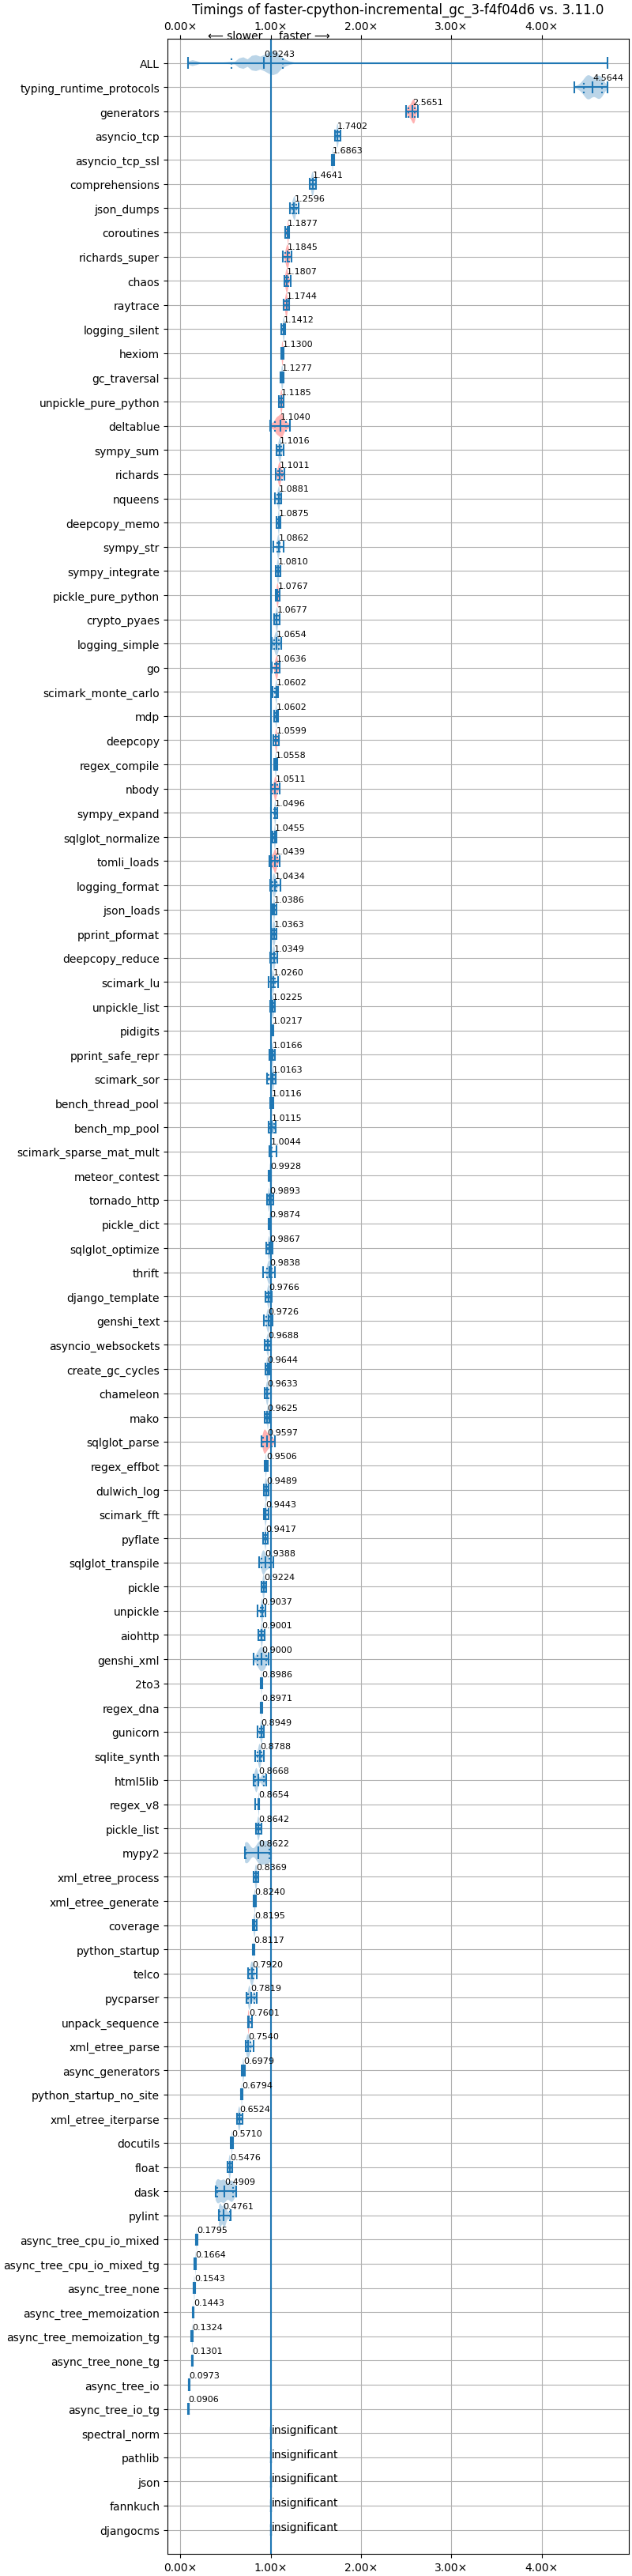 Timings of faster-cpython-incremental_gc_3-f4f04d6 vs. 3.11.0
0.00× 1.00× 2.00× 3.00× 4.00×
← slower faster →
ALL 0.9243
typing_runtime_protocols 4.5644
generators 2.5651
asyncio_tcp 1.7402
asyncio_tcp_ssl 1.6863
comprehensions 1.4641
json_dumps 1.2596
coroutines 1.1877
richards_super 1.1845
chaos 1.1807
raytrace 1.1744
logging_silent 1.1412
hexiom 1.1300
gc_traversal 1.1277
unpickle_pure_python 1.1185
deltablue 1.1040
sympy_sum 1.1016
richards 1.1011
nqueens 1.0881
deepcopy_memo 1.0875
sympy_str 1.0862
sympy_integrate 1.0810
pickle_pure_python 1.0767
crypto_pyaes 1.0677
logging_simple 1.0654
go 1.0636
scimark_monte_carlo 1.0602
mdp 1.0602
deepcopy 1.0599
regex_compile 1.0558
nbody 1.0511
sympy_expand 1.0496
sqlglot_normalize 1.0455
tomli_loads 1.0439
logging_format 1.0434
json_loads 1.0386
pprint_pformat 1.0363
deepcopy_reduce 1.0349
scimark_lu 1.0260
unpickle_list 1.0225
pidigits 1.0217
pprint_safe_repr 1.0166
scimark_sor 1.0163
bench_thread_pool 1.0116
bench_mp_pool 1.0115
scimark_sparse_mat_mult 1.0044
meteor_contest 0.9928
tornado_http 0.9893
pickle_dict 0.9874
sqlglot_optimize 0.9867
thrift 0.9838
django_template 0.9766
genshi_text 0.9726
asyncio_websockets 0.9688
create_gc_cycles 0.9644
chameleon 0.9633
mako 0.9625
sqlglot_parse 0.9597
regex_effbot 0.9506
dulwich_log 0.9489
scimark_fft 0.9443
pyflate 0.9417
sqlglot_transpile 0.9388
pickle 0.9224
unpickle 0.9037
aiohttp 0.9001
genshi_xml 0.9000
2to3 0.8986
regex_dna 0.8971
gunicorn 0.8949
sqlite_synth 0.8788
html5lib 0.8668
regex_v8 0.8654
pickle_list 0.8642
mypy2 0.8622
xml_etree_process 0.8369
xml_etree_generate 0.8240
coverage 0.8195
python_startup 0.8117
telco 0.7920
pycparser 0.7819
unpack_sequence 0.7601
xml_etree_parse 0.7540
async_generators 0.6979
python_startup_no_site 0.6794
xml_etree_iterparse 0.6524
docutils 0.5710
float 0.5476
dask 0.4909
pylint 0.4761
async_tree_cpu_io_mixed 0.1795
async_tree_cpu_io_mixed_tg 0.1664
async_tree_none 0.1543
async_tree_memoization 0.1443
async_tree_memoization_tg 0.1324
async_tree_none_tg 0.1301
async_tree_io 0.0973
async_tree_io_tg 0.0906
spectral_norm insignificant
pathlib insignificant
json insignificant
fannkuch insignificant
djangocms insignificant
0.00× 1.00× 2.00× 3.00× 4.00×